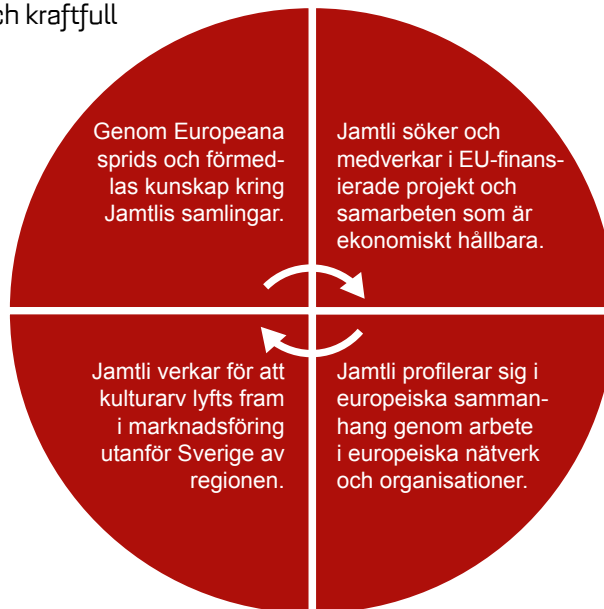 ch kraftfull
Genom Europeana
sprids och förmed-
las kunskap kring
Jamtlis samlingar.
Jamtli söker och
medverkar i EU-finans-
ierade projekt och
samarbeten som är
ekonomiskt hållbara.
Jamtli verkar för att
kulturarv lyfts fram
i marknadsföring
utanför Sverige av
regionen.
Jamtli profilerar sig i
europeiska samman-
hang genom arbete
i europeiska nätverk
och organisationer.